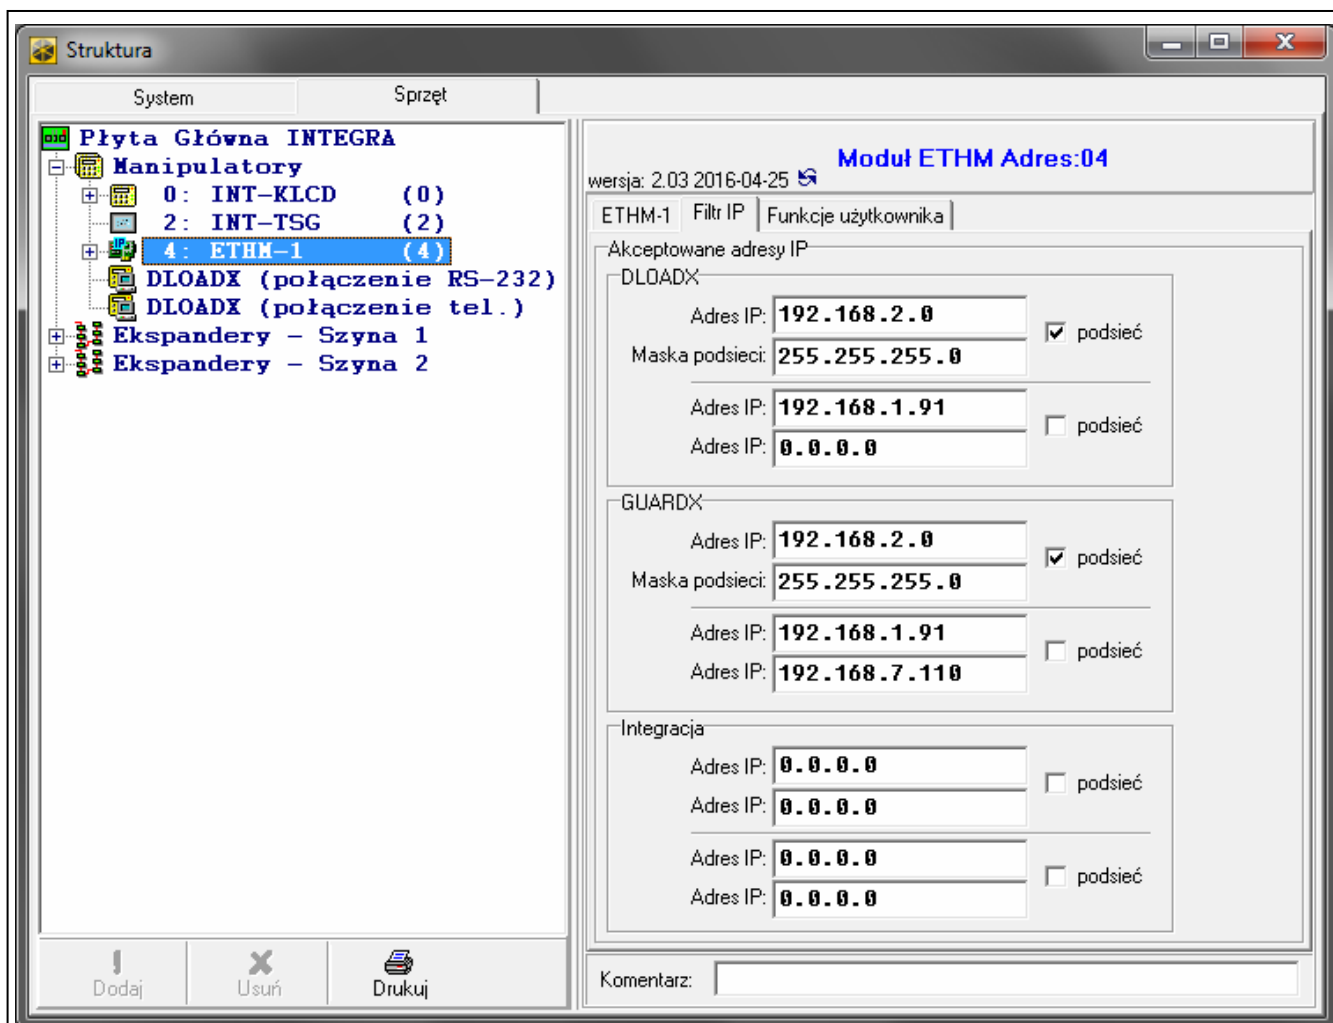 Struktura
System
Sprzęt
Płyta Główna INTEGRA
Manipulatory
0: INT-KLCD (0)
2: INT-TSG (2)
4: ETHM-1 (4)
DLOADX (połączenie RS-232)
DLOADX (połączenie tel.)
Ekspandery - Szyna 1
Ekspandery - Szyna 2
Dodaj
Usuń
Drukuj
Moduł ETHM Adres:04
wersja: 2.03 2016-04-25
ETHM-1
Filtr IP
Funkcje użytkownika
Akceptowane adresy IP
DLOADX
Adres IP: 192.168.2.0
podsieć
Maska podsieci: 255.255.255.0
Adres IP: 192.168.1.91
podsieć
Adres IP: 0.0.0.0
GUARDX
Adres IP: 192.168.2.0
podsieć
Maska podsieci: 255.255.255.0
Adres IP: 192.168.1.91
podsieć
Adres IP: 192.168.7.110
Integracja
Adres IP: 0.0.0.0
podsieć
Adres IP: 0.0.0.0
Adres IP: 0.0.0.0
podsieć
Adres IP: 0.0.0.0
Komentarz: